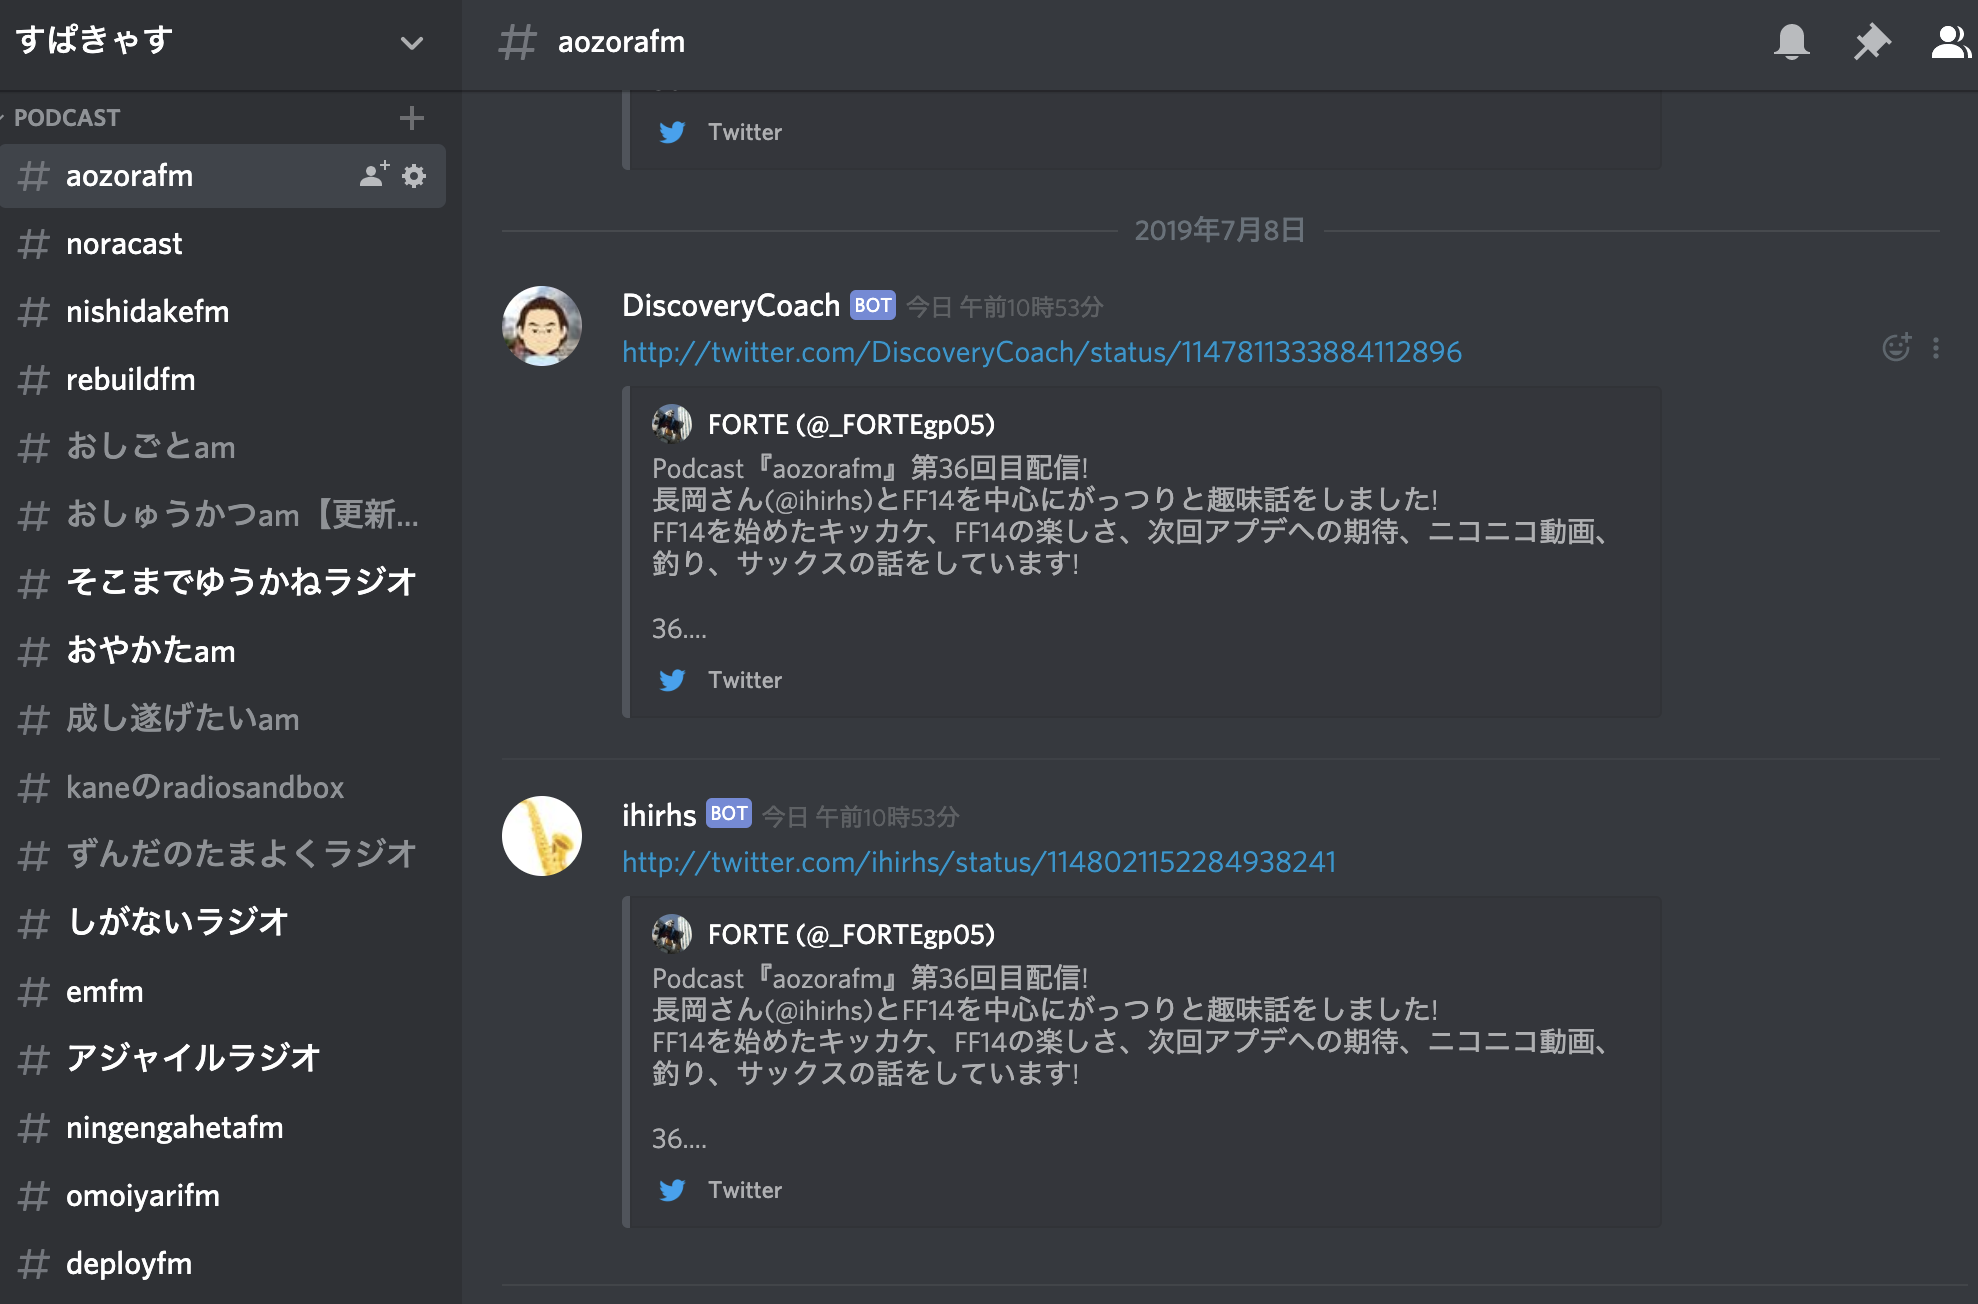 すぱきゃす
PODCAST
# aozorafm
# noracast
# nishidakefm
# rebuildfm
# おしごとam
# おしゅうかつam【更新...
# そこまでゆうかねラジオ
# おやかたam
# 成し遂げたいam
# kaneのradiosandbox
# ずんだのたまよくラジオ
# しがないラジオ
# emfm
# アジャイルラジオ
# ningengahetafm
# omoiyarifm
# deployfm
# aozorafm
Twitter
2019年7月8日
DiscoveryCoach BOT 今日 午前10時53分
http://twitter.com/DiscoveryCoach/status/1147811333884112896
FORTE (@_FORTEgp05)
Podcast『aozorafm』第36回目配信!
長岡さん(@ihirhs)とFF14を中心にがっつりと趣味話をしました!
FF14を始めたキッカケ、FF14の楽しさ、次回アプデへの期待、ニコニコ動画、
釣り、サックスの話をしています!
36....
Twitter
ihirhs BOT 今日 午前10時53分
http://twitter.com/ihirhs/status/1148021152284938241
FORTE (@_FORTEgp05)
Podcast『aozorafm』第36回目配信!
長岡さん(@ihirhs)とFF14を中心にがっつりと趣味話をしました!
FF14を始めたキッカケ、FF14の楽しさ、次回アプデへの期待、ニコニコ動画、
釣り、サックスの話をしています!
36....
Twitter